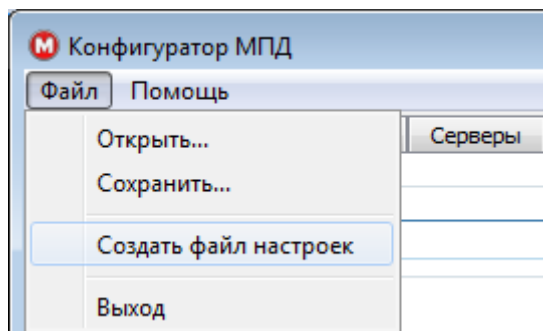 М Конфигуратор МПД
Файл Помощь
Открыть... Серверы
Сохранить...
Создать файл настроек
Выход